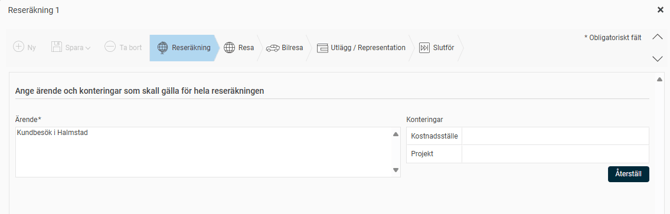 Reseräkning 1
Ny Spara Ta bort Reseräkning Resa Bilresa Utlägg / Representation Slutför * Obligatoriskt fält
Ange ärende och konteringar som skall gälla för hela reseräkningen
Ärende* Konteringar
Kundbesök i Halmstad
Kostnadsställe
Projekt
Återställ